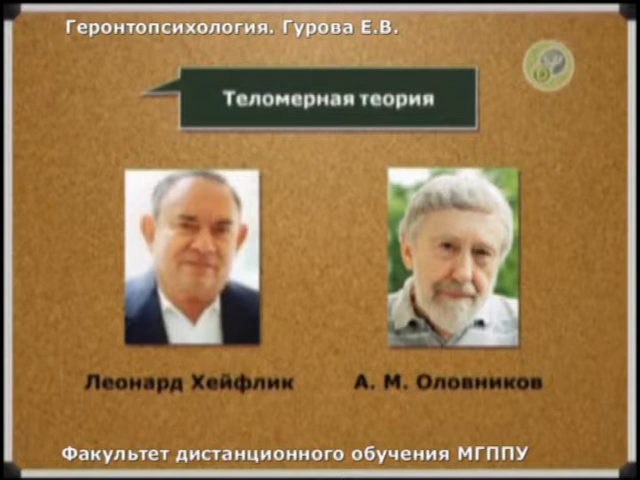 Геронтопсихология. Гурова Е.В.
Теломерная теория
Леонард Хейфлик
А. М. Оловников
Факультет дистанционного обучения МГППУ